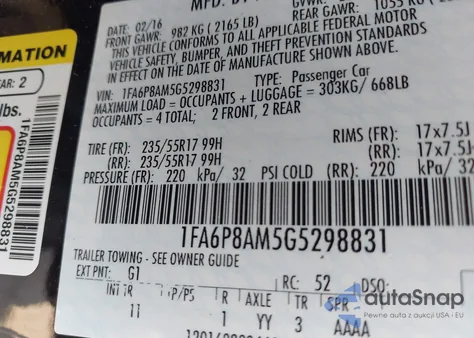 MFD. BY
DATE: 02/16
GVWR:
FRONT GAWR: 982 KG ( 2165 LB)
REAR GAWR: 1055 KG
THIS VEHICLE CONFORMS TO ALL APPLICABLE FEDERAL MOTOR
VEHICLE SAFETY, BUMPER, AND THEFT PREVENTION STANDARDS
IN EFFECT ON THE DATE OF MANUFACTURE SHOWN ABOVE.
VIN: 1FA6P8AM5G5298831 TYPE: Passenger Car
MAXIMUM LOAD = OCCUPANTS + LUGGAGE = 303KG/ 668LB
OCCUPANTS = 4 TOTAL; 2 FRONT, 2 REAR
TIRE (FR): 235/55R17 99H RIMS (FR): 17x7.5J
(RR): 235/55R17 99H (RR): 17x7.5J
PRESSURE (FR): 220 kPa/ 32 PSI COLD (RR): 220 kPa/ 32
1FA6P8AM5G5298831
TRAILER TOWING - SEE OWNER GUIDE
EXT PNT: G1 RC: 52 DSO:
INT TR TP/PS R AXLE TR SPR
11 1 YY 3 AAAA
MATION
AR: 2
lbs.
1FA6P8AM5G5298831
autoSnap
Pewne auta z aukcji USA i EU